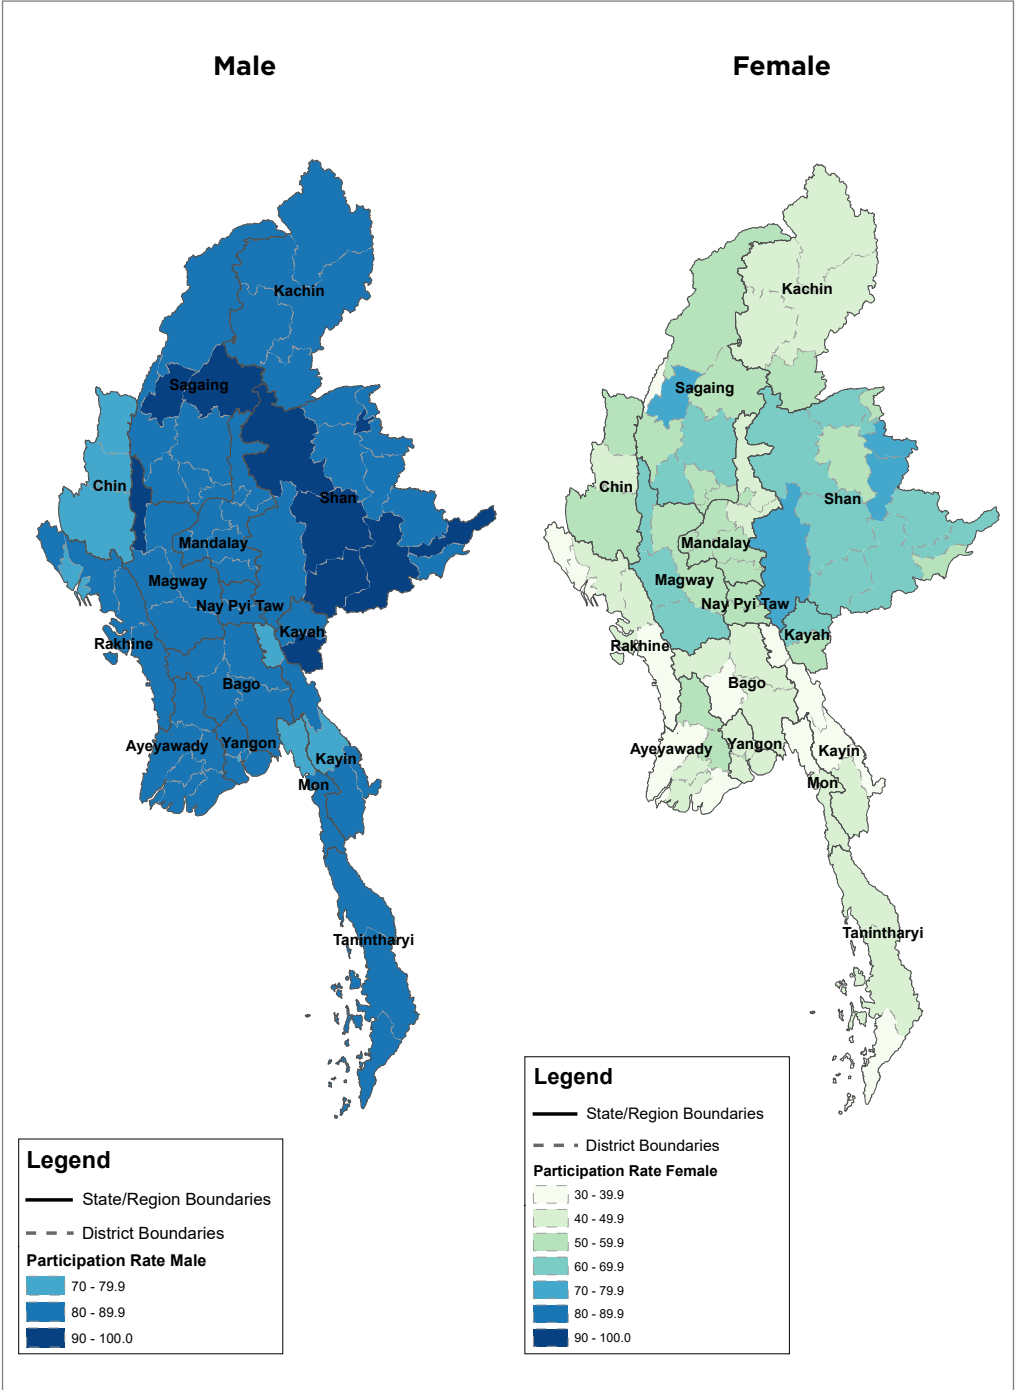 Male
Kachin
Sagaing
Chin
Shan
Mandalay
Magway
Nay Pyi Taw
Kayah
Rakhine
Bago
Ayeyawady
Yangon
Kayin
Mon
Tanintharyi
Legend
State/Region Boundaries
District Boundaries
Participation Rate Male
70 - 79.9
80 - 89.9
90 - 100.0
Female
Kachin
Sagaing
Chin
Shan
Mandalay
Magway
Nay Pyi Taw
Kayah
Rakhine
Bago
Ayeyawady
Yangon
Kayin
Mon
Tanintharyi
Legend
State/Region Boundaries
District Boundaries
Participation Rate Female
30 - 39.9
40 - 49.9
50 - 59.9
60 - 69.9
70 - 79.9
80 - 89.9
90 - 100.0